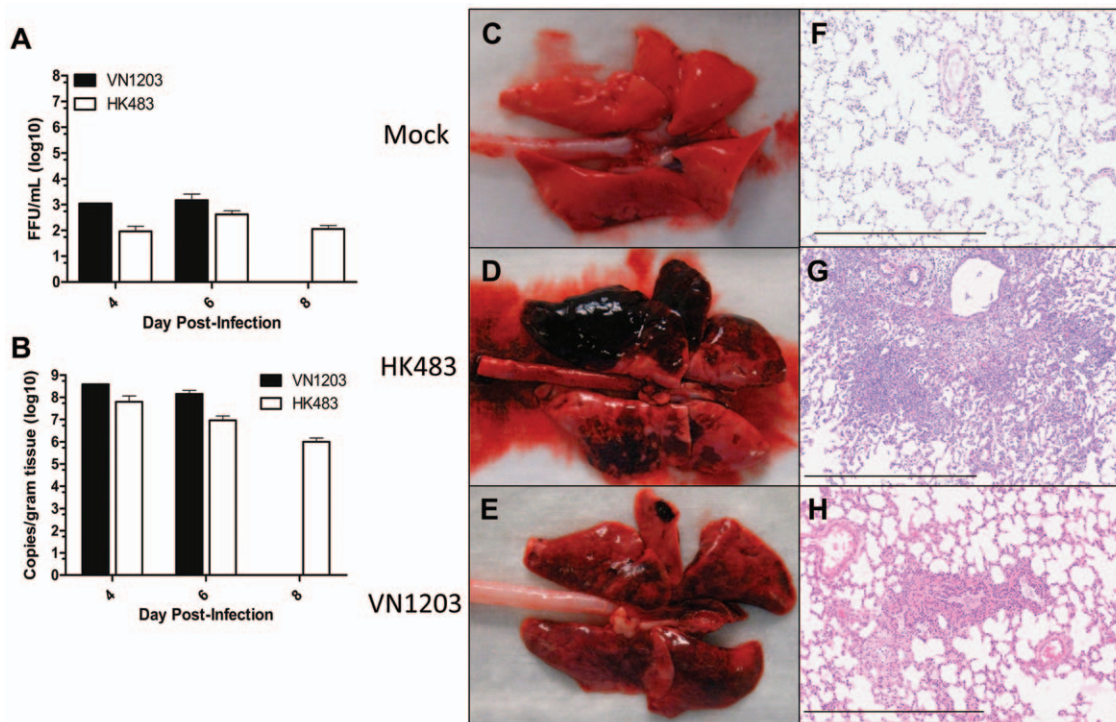 A
VN1203
HK483
8
7
6
5
4
3
2
1
0
FFU/mL (log10)
4
6
8
Day Post-Infection
B
VN1203
HK483
9
8
7
6
5
4
3
2
1
0
Copies/gram tissue (log10)
4
6
8
Day Post-Infection
Mock
HK483
VN1203
C
D
E
F
G
H